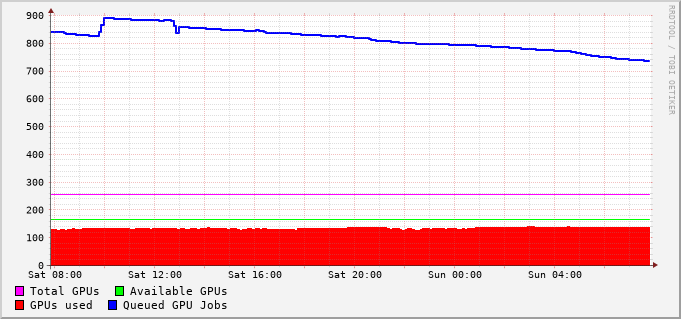 900
800
700
600
500
400
300
200
100
0
Sat 08:00 Sat 12:00 Sat 16:00 Sat 20:00 Sun 00:00 Sun 04:00
Total GPUs Available GPUs
GPUs used Queued GPU Jobs
RRDTOOL / TOBI OETIKER